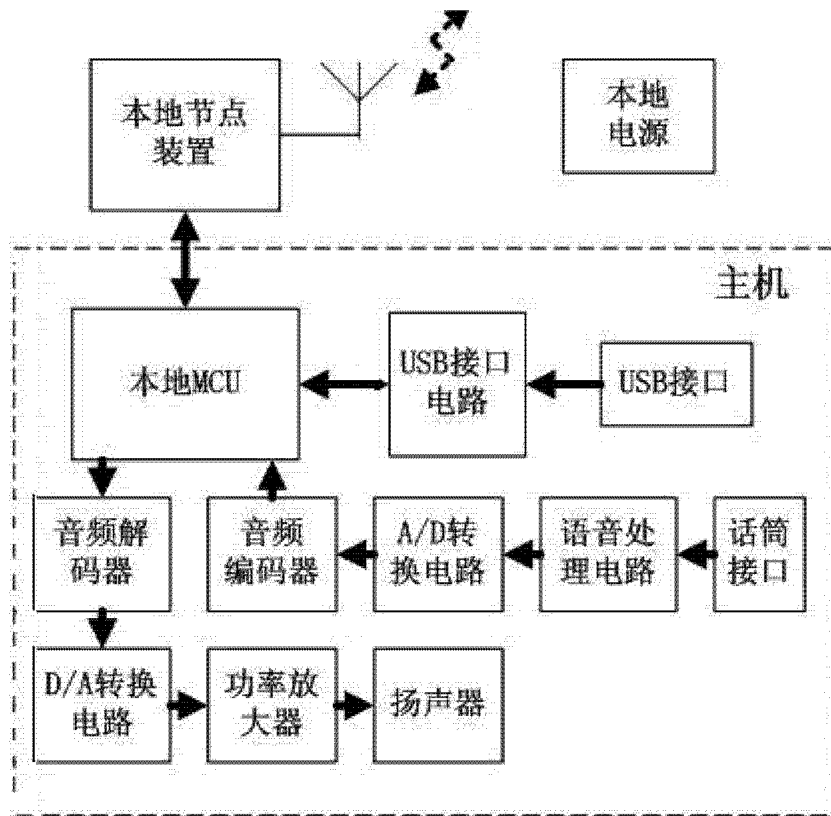 本地节点
装置
本地
电源
主机
本地MCU
USB接口
电路
USB接口
音频解
码器
音频
编码器
A/D转
换电路
语音处
理电路
话筒
接口
D/A转换
电路
功率放
大器
扬声器